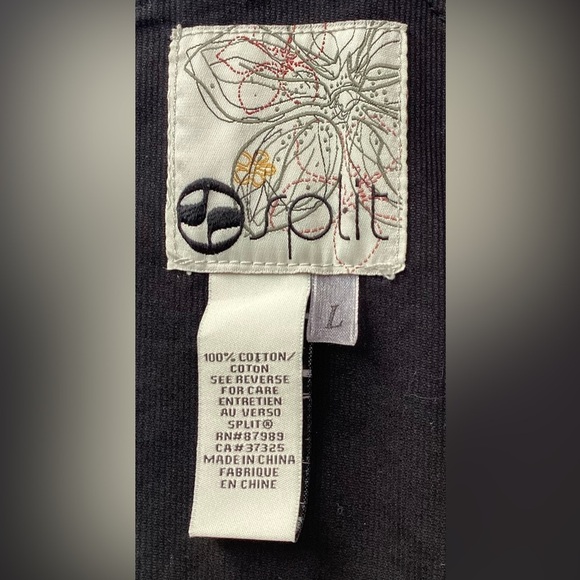 split
L
100% COTTON/
COTON
SEE REVERSE
FOR CARE
ENTRETIEN
AU VERSO
SPLIT®
RN#87989
CA#37325
MADE IN CHINA
FABRIQUE
EN CHINE